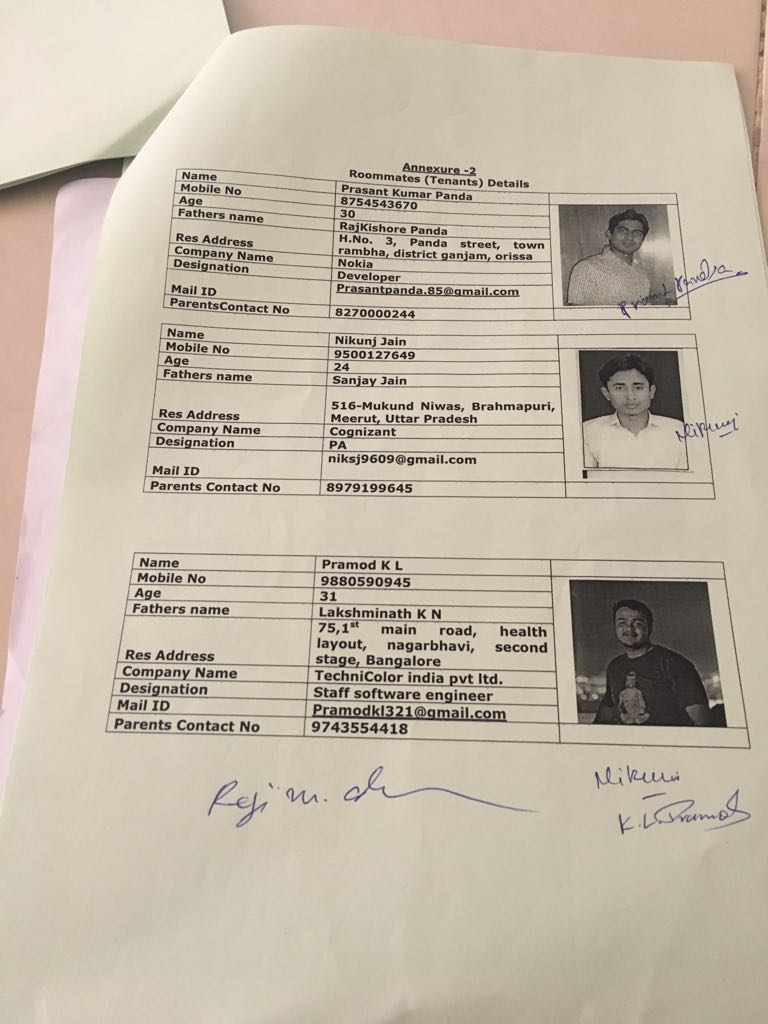 Annexure -2
Roommates (Tenants) Details
Name Prasant Kumar Panda
Mobile No 8754543670
Age 30
Fathers name RajKishore Panda
Res Address H.No. 3, Panda street, town
rambha, district ganjam, orissa
Company Name Nokia
Designation Developer
Mail ID Prasantpanda.85@gmail.com
ParentsContact No 8270000244
Panda
Name Nikunj Jain
Mobile No 9500127649
Age 24
Fathers name Sanjay Jain
Res Address 516-Mukund Niwas, Brahmapuri,
Meerut, Uttar Pradesh
Company Name Cognizant
Designation PA
Mail ID niksj9609@gmail.com
Parents Contact No 8979199645
Nikunj
Name Pramod K L
Mobile No 9880590945
Age 31
Fathers name Lakshminath K N
Res Address 75,1st main road, health
layout, nagarbhavi, second
stage, Bangalore
Company Name TechniColor india pvt ltd.
Designation Staff software engineer
Mail ID Pramodkl321@gmail.com
Parents Contact No 9743554418
Reji m.
Nikunj
K.L.Pramod